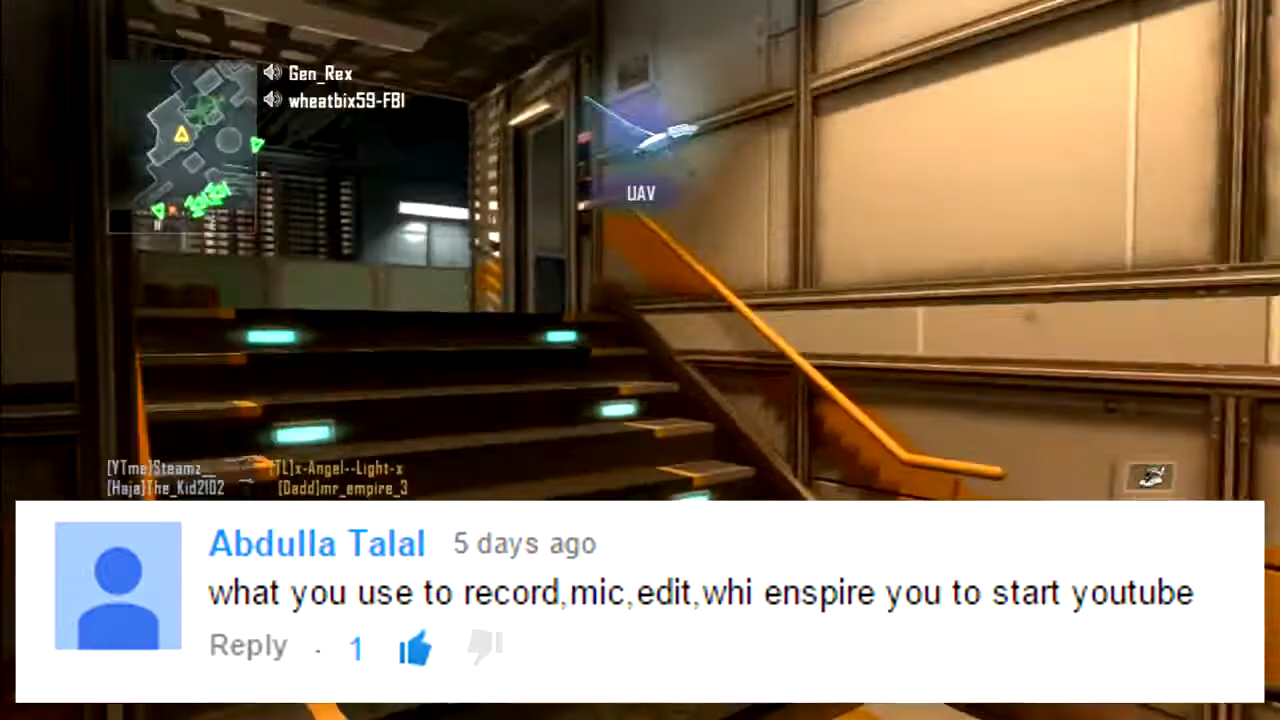 Gen_Rex
wheatbix59-FBI
UAV
[YTme]Steamz__ [TL]x-Angel--Light-x
[Haja]The_Kid2102 [Dadd]mr_empire_3
Abdulla Talal 5 days ago
what you use to record,mic,edit,whi enspire you to start youtube
Reply · 1